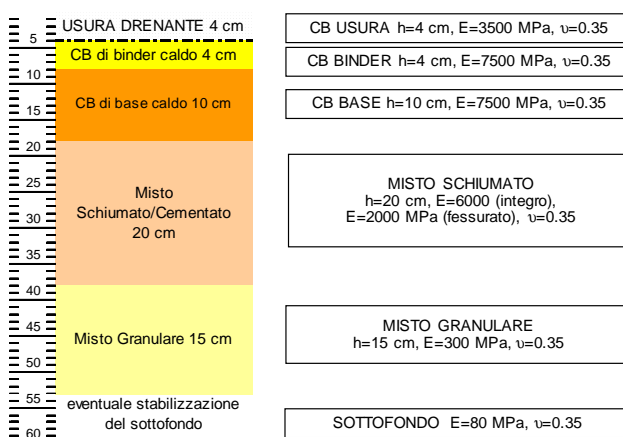 USURA DRENANTE 4 cm
CB di binder caldo 4 cm
CB di base caldo 10 cm
Misto
Schiumato/Cementato
20 cm
Misto Granulare 15 cm
eventuale stabilizzazione
del sottofondo
5
10
15
20
25
30
35
40
45
50
55
60
CB USURA h=4 cm, E=3500 MPa, υ=0.35
CB BINDER h=4 cm, E=7500 MPa, υ=0.35
CB BASE h=10 cm, E=7500 MPa, υ=0.35
MISTO SCHIUMATO
h=20 cm, E=6000 (integro),
E=2000 MPa (fessurato), υ=0.35
MISTO GRANULARE
h=15 cm, E=300 MPa, υ=0.35
SOTTOFONDO E=80 MPa, υ=0.35